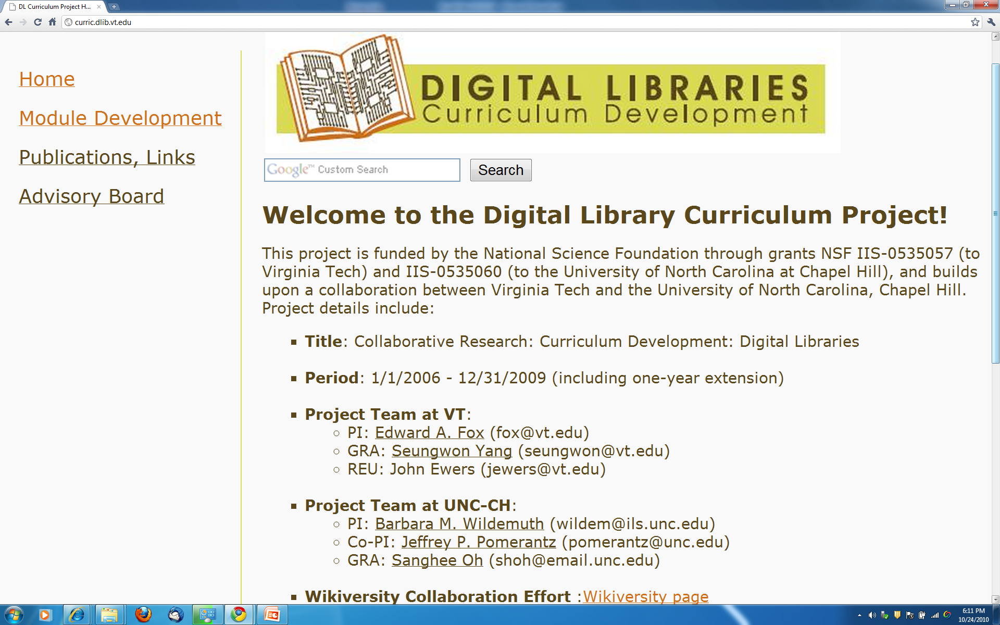 DL Curriculum Project H...
curric.dlib.vt.edu
Home
Module Development
Publications, Links
Advisory Board
DIGITAL LIBRARIES
Curriculum Development
Google™ Custom Search
Search
Welcome to the Digital Library Curriculum Project!
This project is funded by the National Science Foundation through grants NSF IIS-0535057 (to
Virginia Tech) and IIS-0535060 (to the University of North Carolina at Chapel Hill), and builds
upon a collaboration between Virginia Tech and the University of North Carolina, Chapel Hill.
Project details include:
Title: Collaborative Research: Curriculum Development: Digital Libraries
Period: 1/1/2006 - 12/31/2009 (including one-year extension)
Project Team at VT:
PI: Edward A. Fox (fox@vt.edu)
GRA: Seungwon Yang (seungwon@vt.edu)
REU: John Ewers (jewers@vt.edu)
Project Team at UNC-CH:
PI: Barbara M. Wildemuth (wildem@ils.unc.edu)
Co-PI: Jeffrey P. Pomerantz (pomerantz@unc.edu)
GRA: Sanghee Oh (shoh@email.unc.edu)
Wikiversity Collaboration Effort :Wikiversity page
6:11 PM
10/24/2010